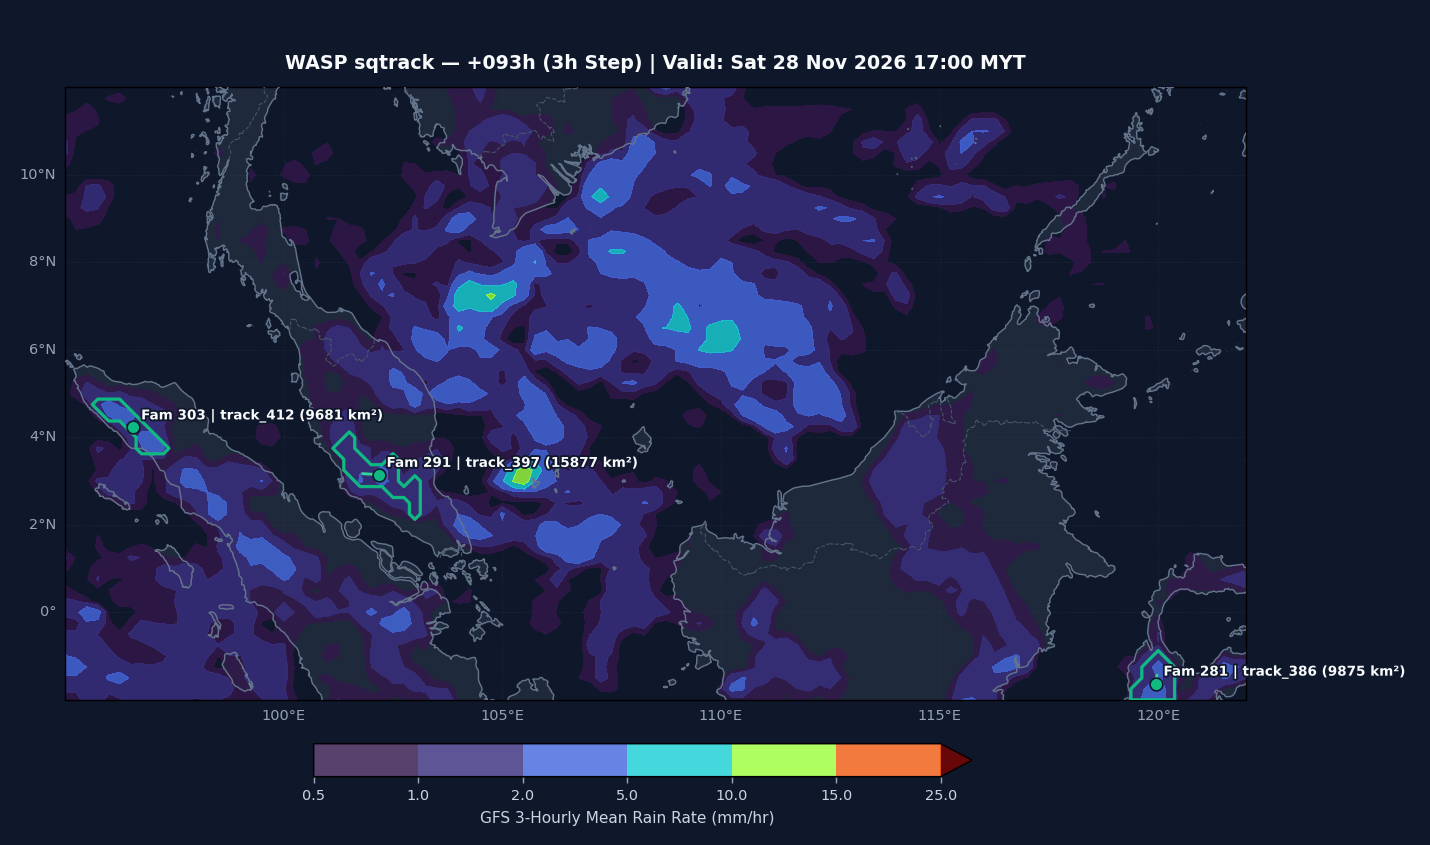 WASP sqtrack — +093h (3h Step) | Valid: Sat 28 Nov 2026 17:00 MYT
10°N
8°N
6°N
4°N
2°N
0°
Fam 303 | track_412 (9681 km²)
Fam 291 | track_397 (15877 km²)
Fam 281 | track_386 (9875 km²)
100°E
105°E
110°E
115°E
120°E
0.5
1.0
2.0
5.0
10.0
15.0
25.0
GFS 3-Hourly Mean Rain Rate (mm/hr)